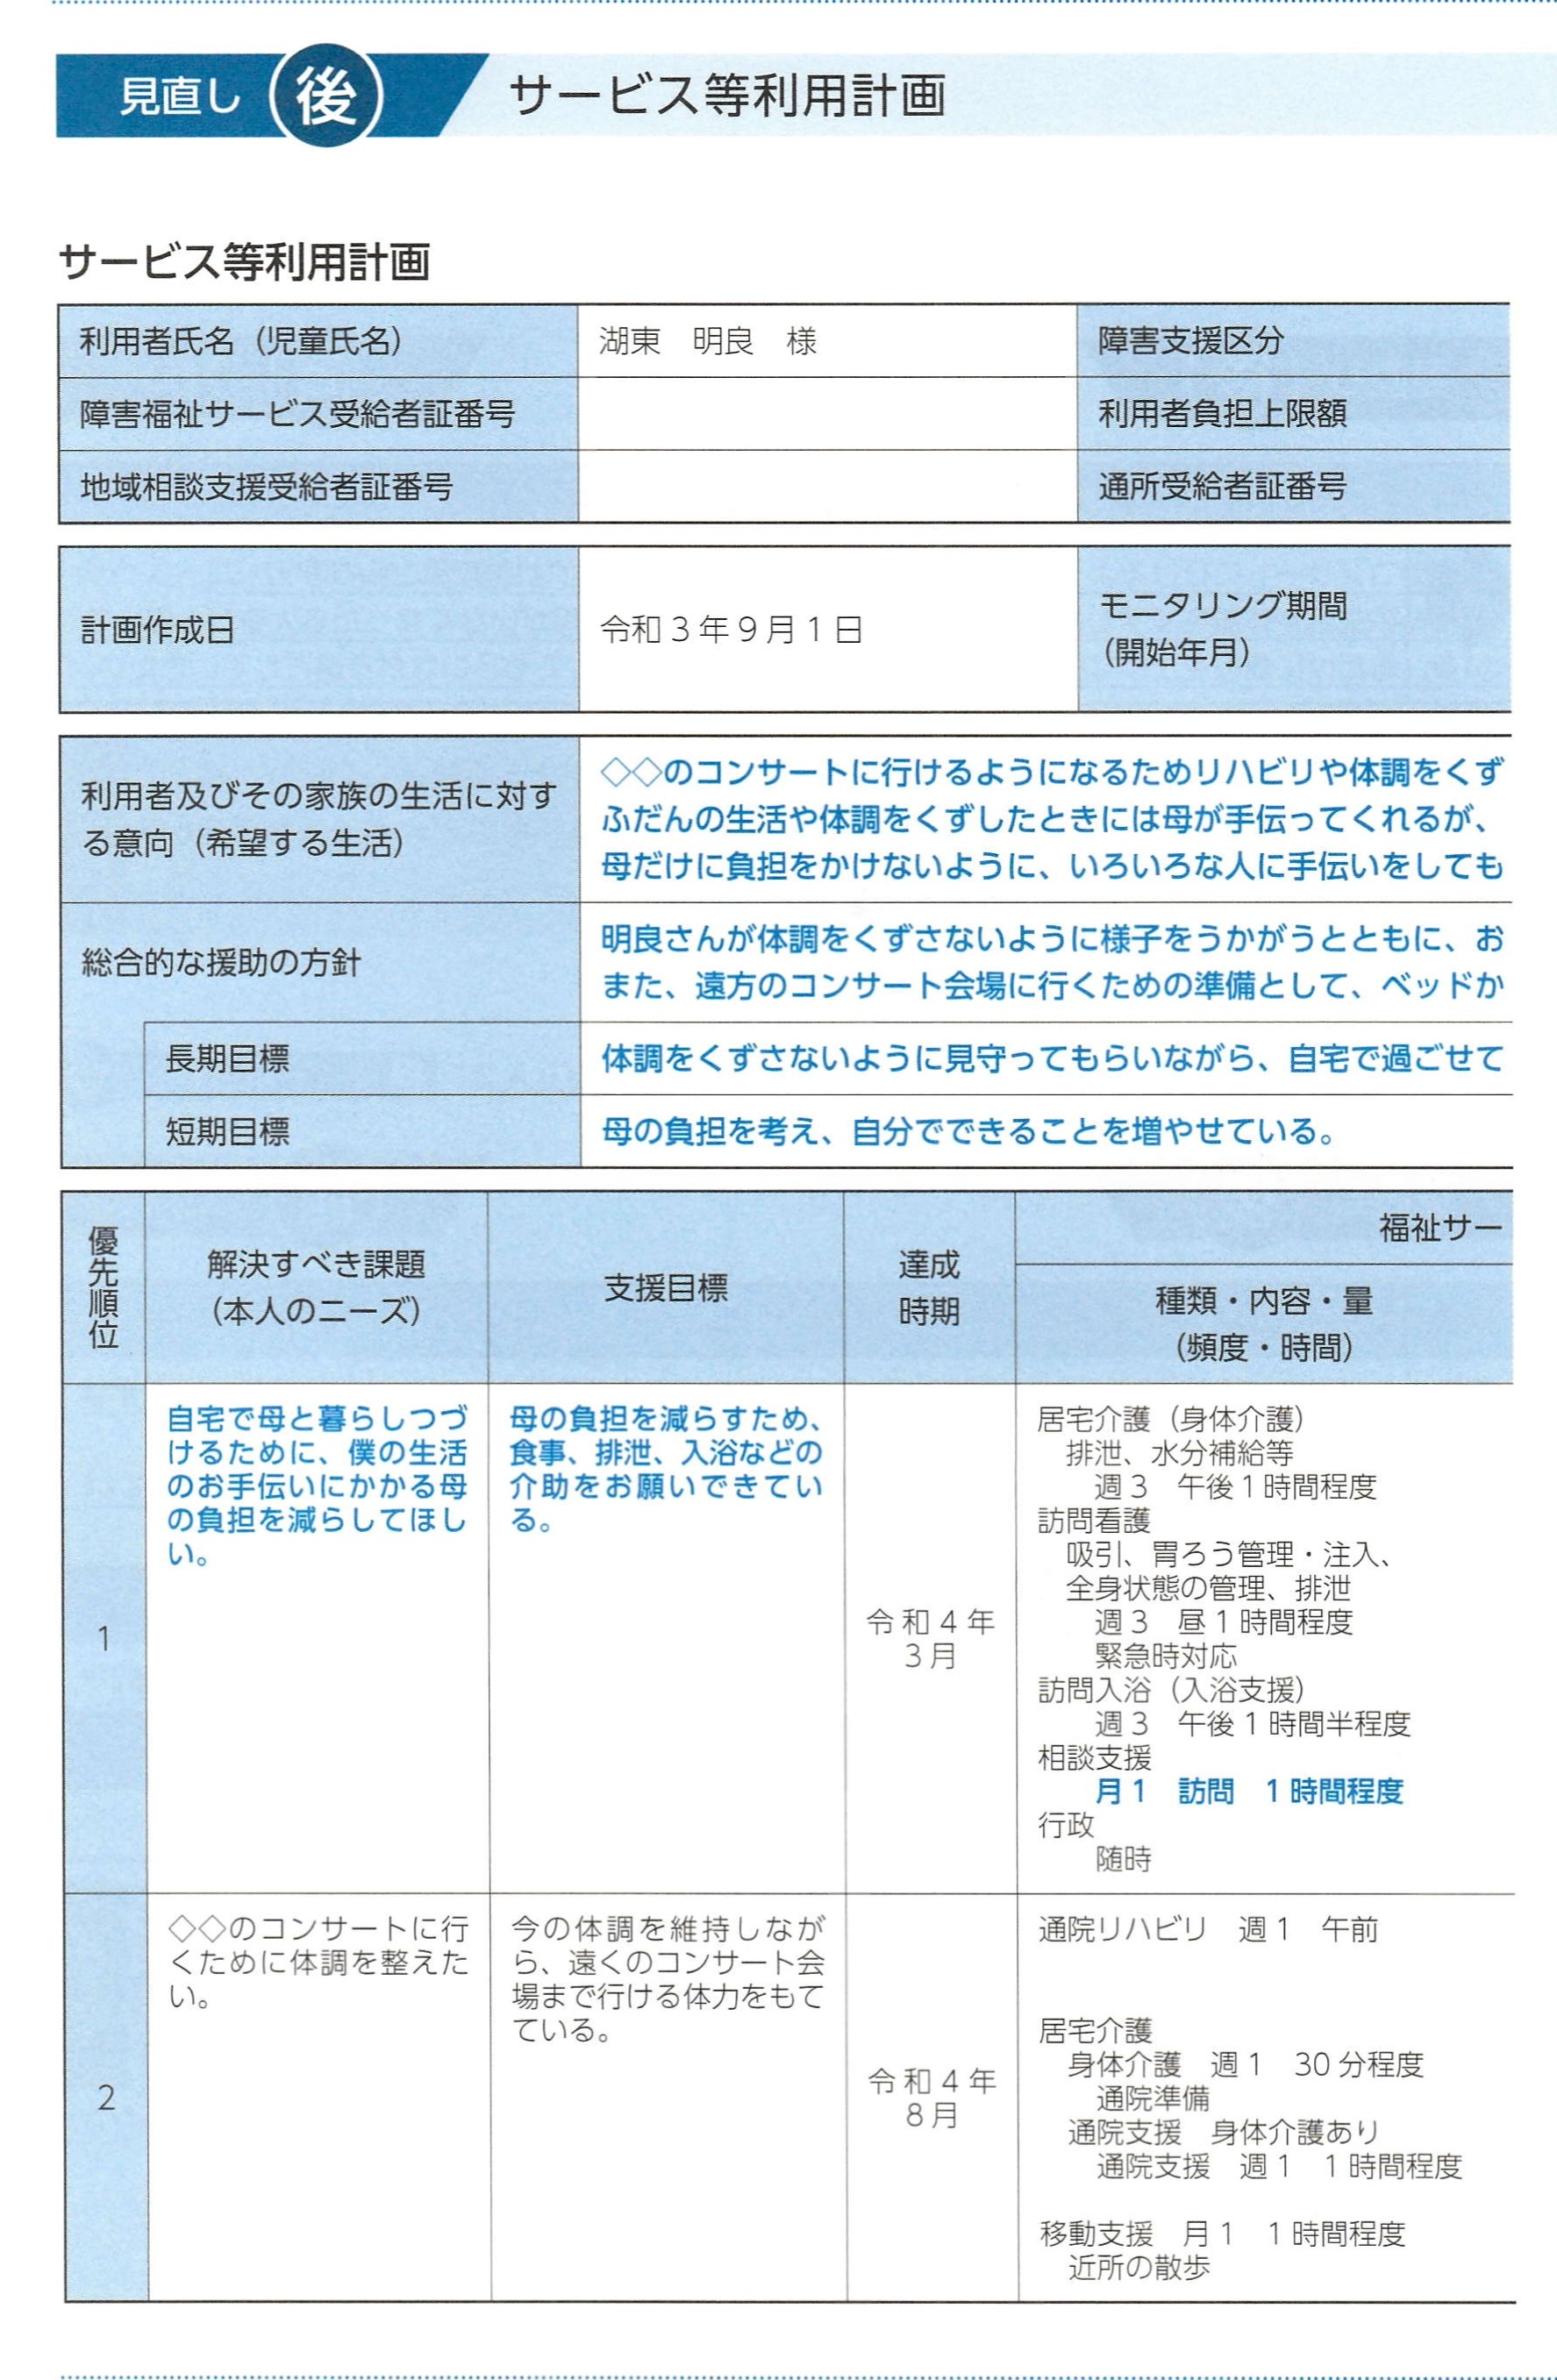 見直し 後 サービス等利用計画
サービス等利用計画
利用者氏名（児童氏名） 湖東　明良　様 障害支援区分
障害福祉サービス受給者証番号 利用者負担上限額
地域相談支援受給者証番号 通所受給者証番号
計画作成日 令和３年９月１日 モニタリング期間
（開始年月）
利用者及びその家族の生活に対す
る意向（希望する生活）
◇◇のコンサートに行けるようになるためリハビリや体調をくず
ふだんの生活や体調をくずしたときには母が手伝ってくれるが、
母だけに負担をかけないように、いろいろな人に手伝いをしても
総合的な援助の方針
明良さんが体調をくずさないように様子をうかがうとともに、お
また、遠方のコンサート会場に行くための準備として、ベッドか
長期目標 体調をくずさないように見守ってもらいながら、自宅で過ごせて
短期目標 母の負担を考え、自分でできることを増やせている。
優先順位
解決すべき課題
（本人のニーズ）
支援目標
達成
時期
福祉サー
種類・内容・量
（頻度・時間）
1
自宅で母と暮らしつづ
けるために、僕の生活
のお手伝いにかかる母
の負担を減らしてほし
い。
母の負担を減らすため、
食事、排泄、入浴などの
介助をお願いできてい
る。
令和４年
３月
居宅介護（身体介護）
排泄、水分補給等
週３　午後１時間程度
訪問看護
吸引、胃ろう管理・注入、
全身状態の管理、排泄
週３　昼１時間程度
緊急時対応
訪問入浴（入浴支援）
週３　午後１時間半程度
相談支援
月１　訪問　１時間程度
行政
随時
2
◇◇のコンサートに行
くために体調を整えた
い。
今の体調を維持しなが
ら、遠くのコンサート会
場まで行ける体力をもて
ている。
令和４年
８月
通院リハビリ　週１　午前
居宅介護
身体介護　週１　30分程度
通院準備
通院支援　身体介護あり
通院支援　週１　１時間程度
移動支援　月１　１時間程度
近所の散歩